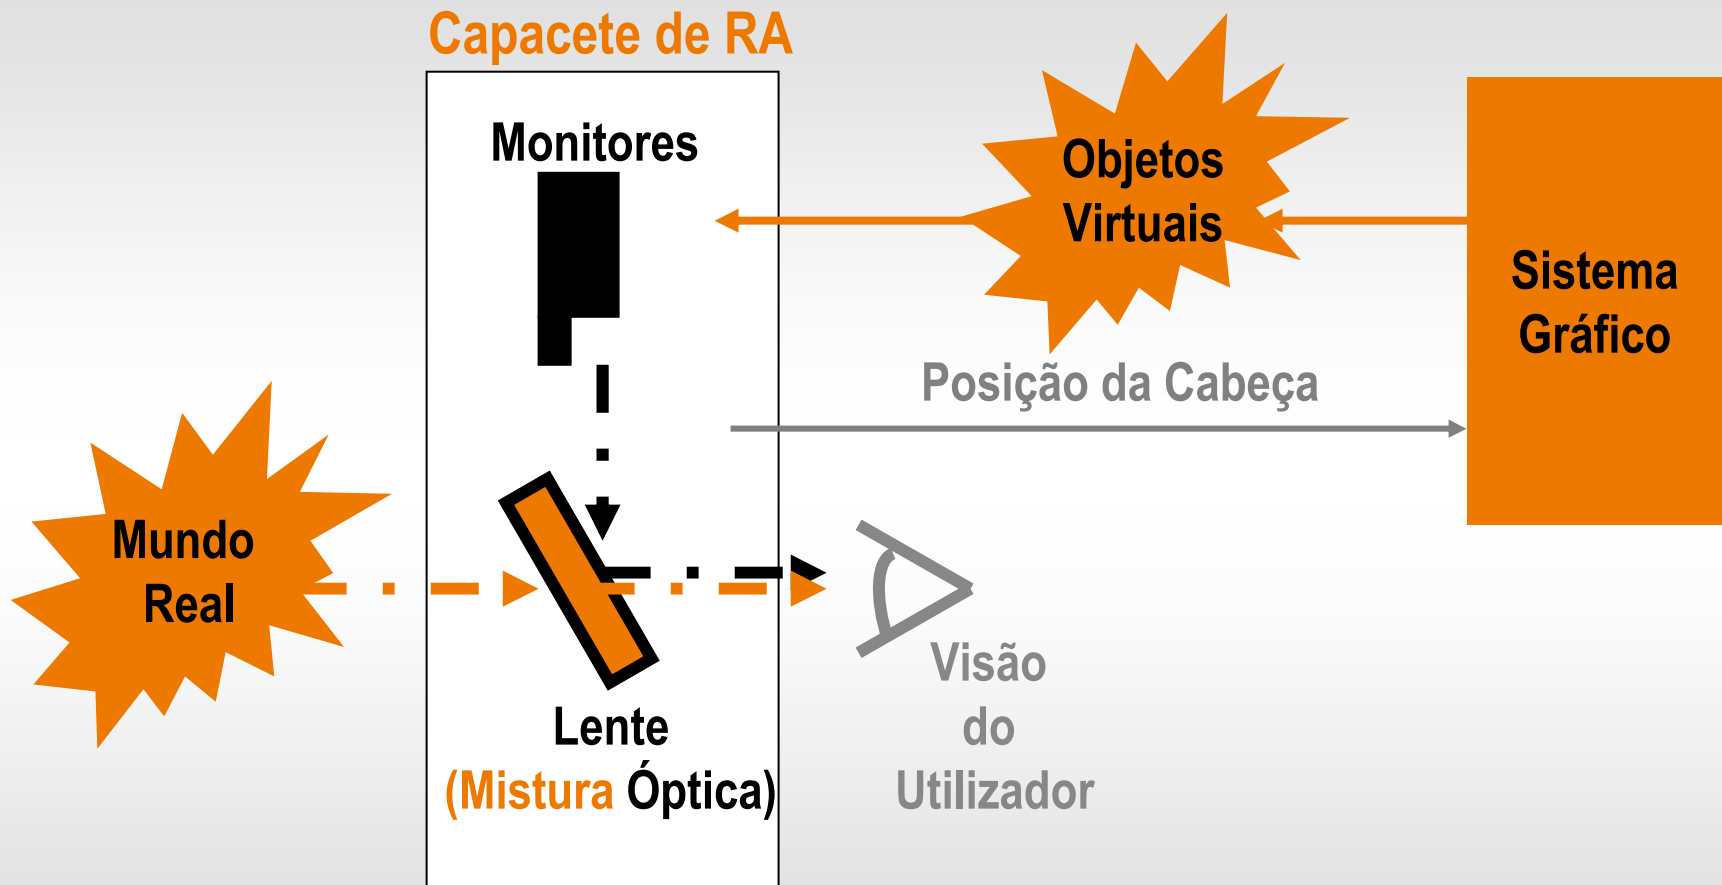 Capacete de RA
Monitores
Objetos
Virtuais
Sistema
Gráfico
Posição da Cabeça
Mundo
Real
Visão
do
Utilizador
Lente
(Mistura Óptica)